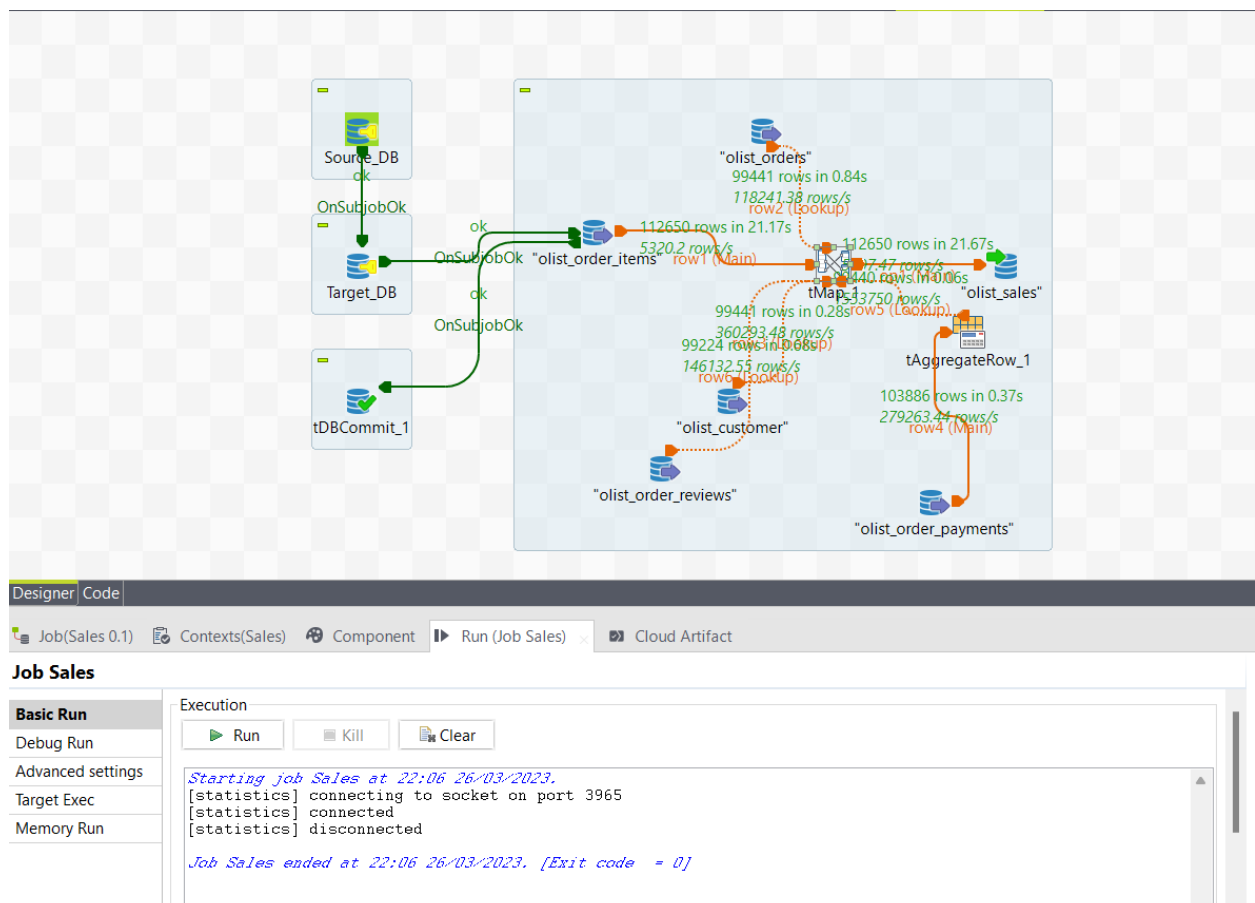 Source_DB
ok
OnSubjobOk
Target_DB
ok
OnSubjobOk
ok
OnSubjobOk
tDBCommit_1
"olist_order_items"
112650 rows in 21.17s
5320.2 rows/s
row1 (Main)
"olist_orders"
99441 rows in 0.84s
118241.38 rows/s
row2 (Lookup)
tMap_1
112650 rows in 21.67s
"olist_sales"
row5 (Lookup)
99441 rows in 0.28s
360293.48 rows/s
99224 rows in 0.68s
146132.55 rows/s
row6 (Lookup)
"olist_customer"
"olist_order_reviews"
tAggregateRow_1
103886 rows in 0.37s
279263.44 rows/s
row4 (Main)
"olist_order_payments"
Designer Code
Job(Sales 0.1) Contexts(Sales) Component Run (Job Sales) Cloud Artifact
Job Sales
Basic Run
Debug Run
Advanced settings
Target Exec
Memory Run
Execution
Run Kill Clear
Starting job Sales at 22:06 26/03/2023.
[statistics] connecting to socket on port 3965
[statistics] connected
[statistics] disconnected
Job Sales ended at 22:06 26/03/2023. [Exit code  = 0]